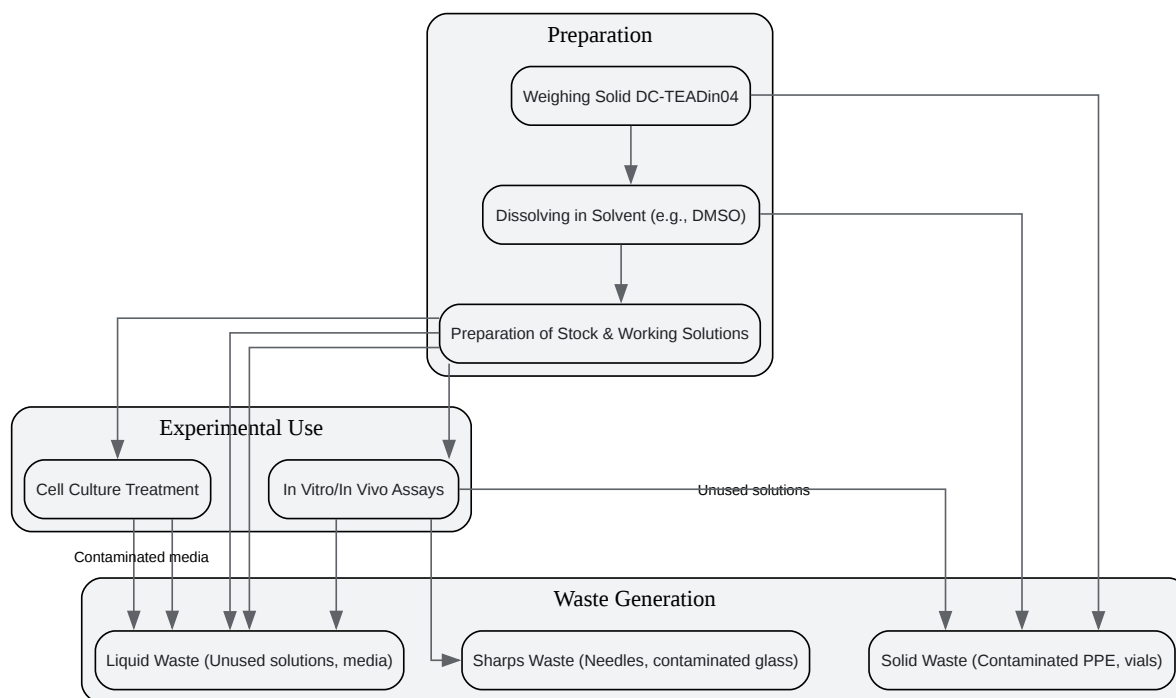 Preparation
Weighing Solid DC-TEADin04
Dissolving in Solvent (e.g., DMSO)
Preparation of Stock & Working Solutions
Experimental Use
Cell Culture Treatment
In Vitro/In Vivo Assays
Unused solutions
Contaminated media
Waste Generation
Liquid Waste (Unused solutions, media)
Sharps Waste (Needles, contaminated glass)
Solid Waste (Contaminated PPE, vials)